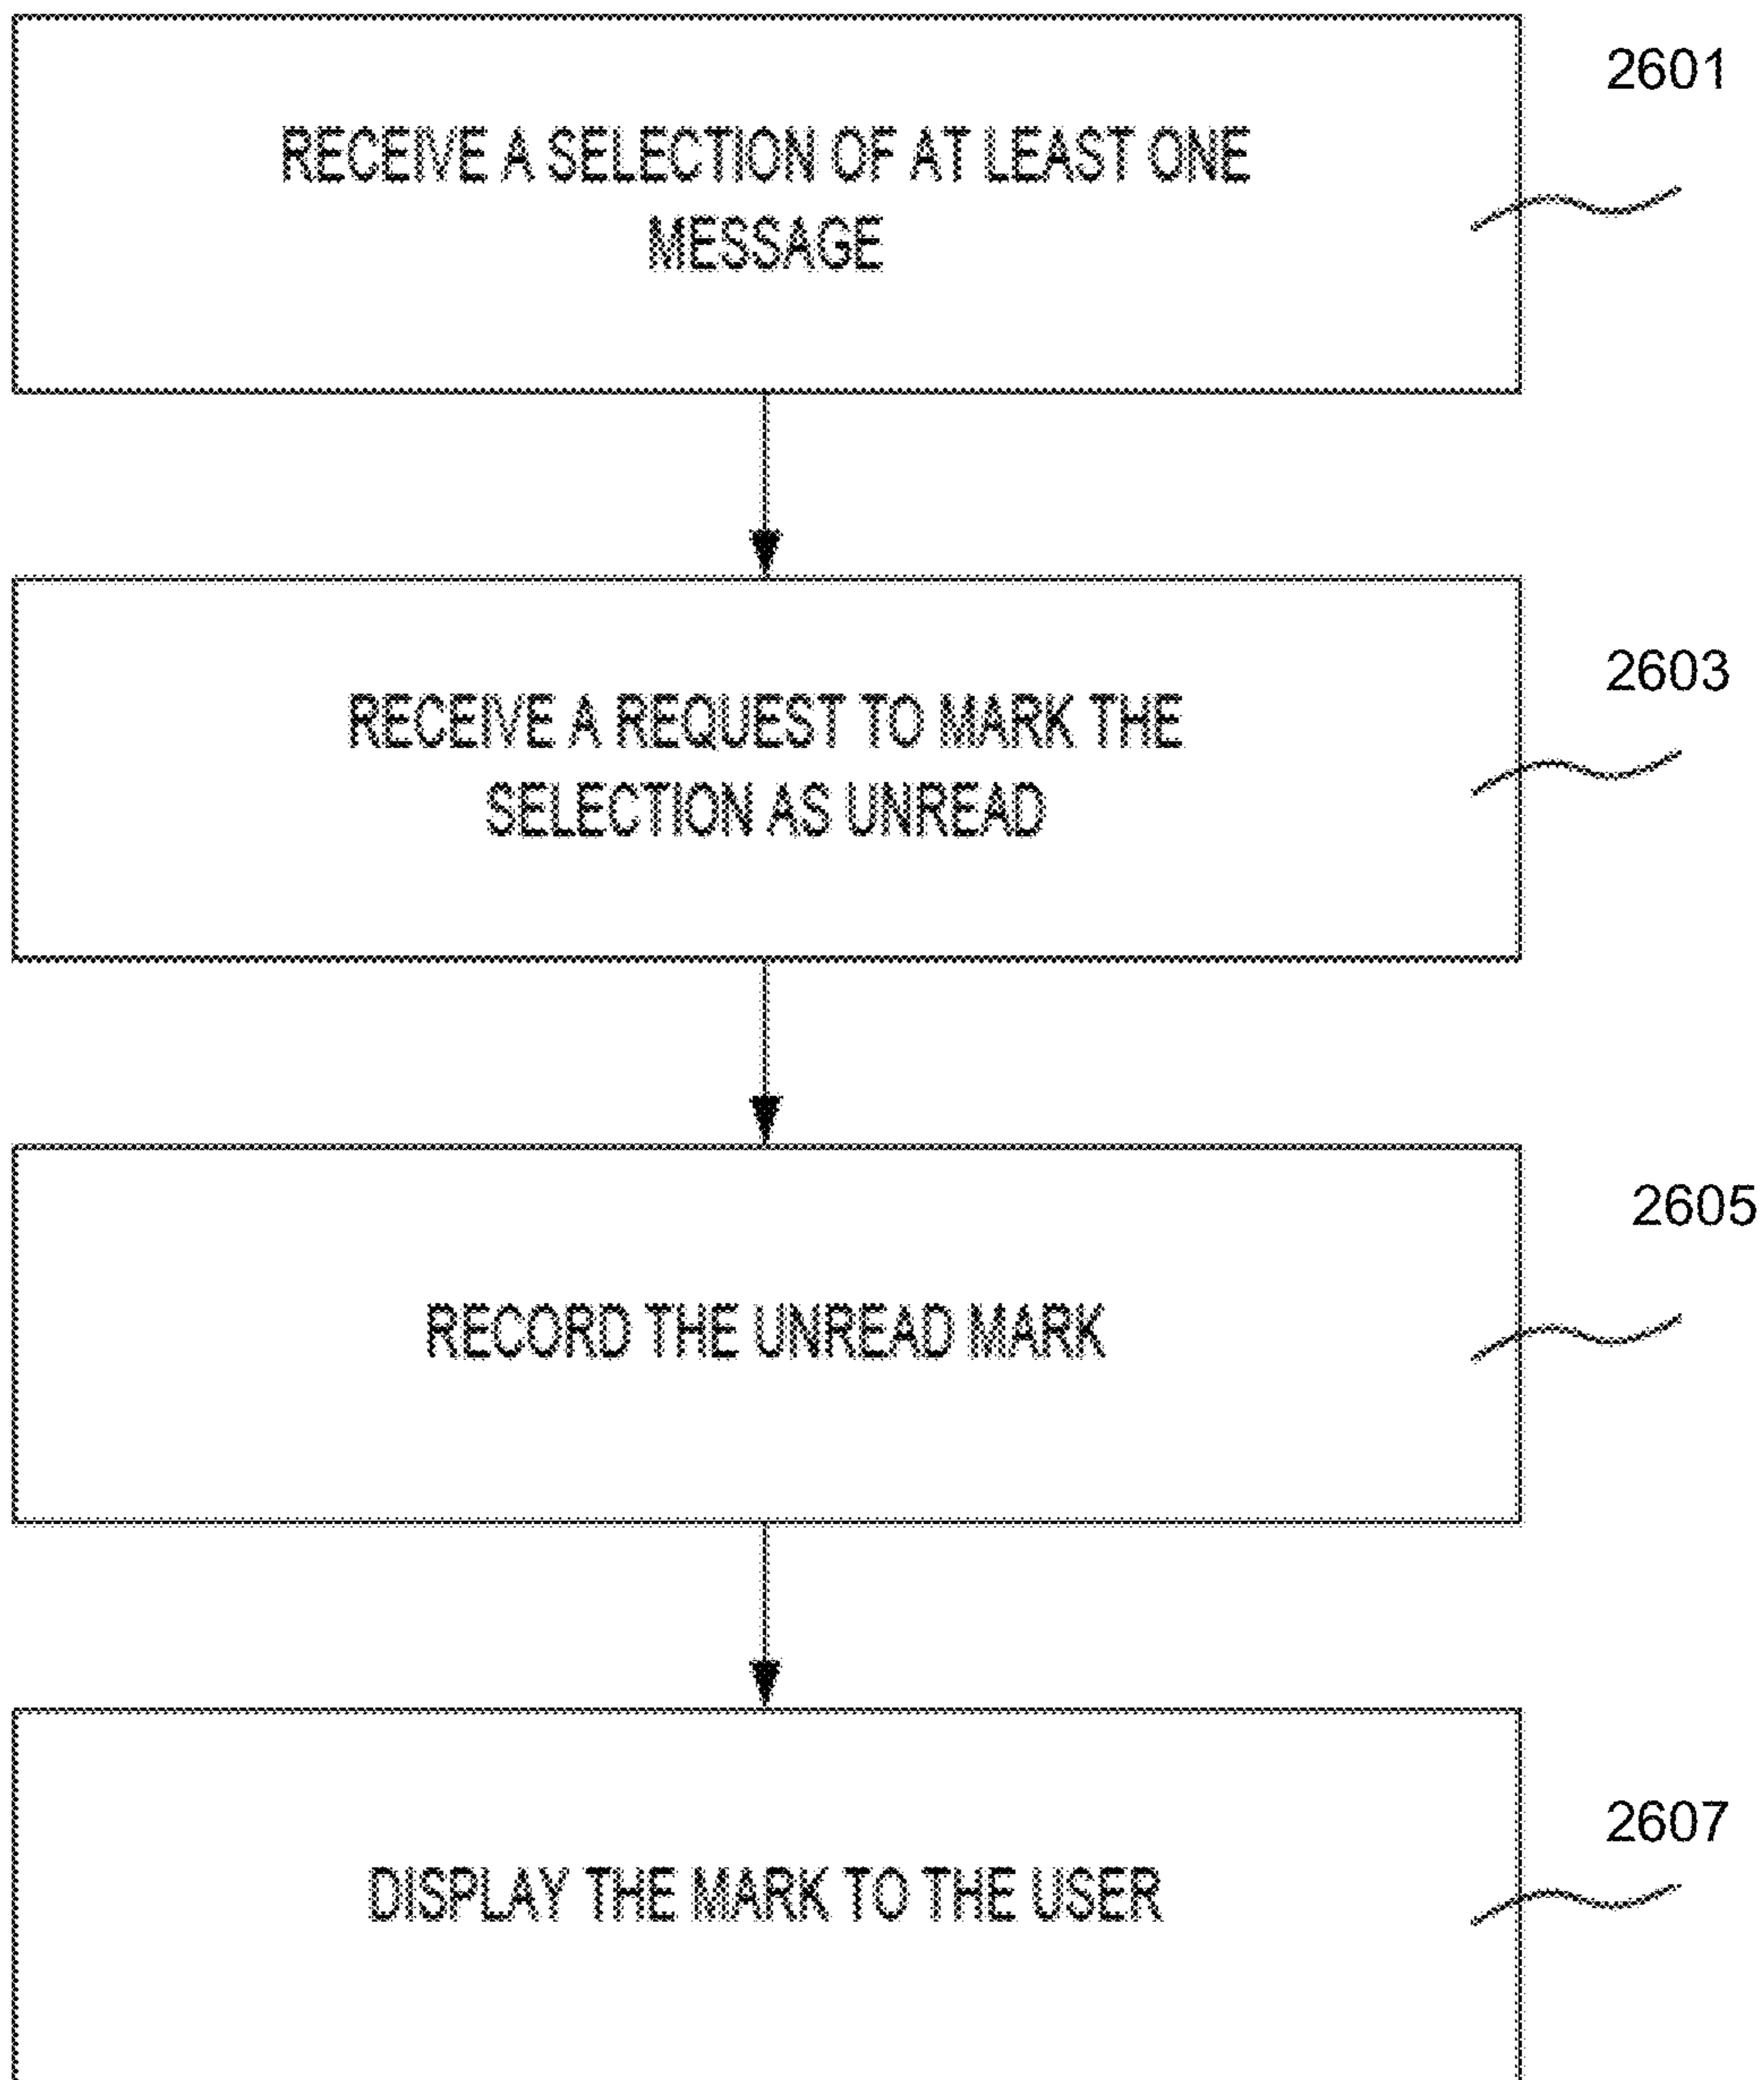 2601
RECEIVE A SELECTION OF AT LEAST ONE
MESSAGE
2603
RECEIVE A REQUEST TO MARK THE
SELECTION AS UNREAD
2605
RECORD THE UNREAD MARK
2607
DISPLAY THE MARK TO THE USER